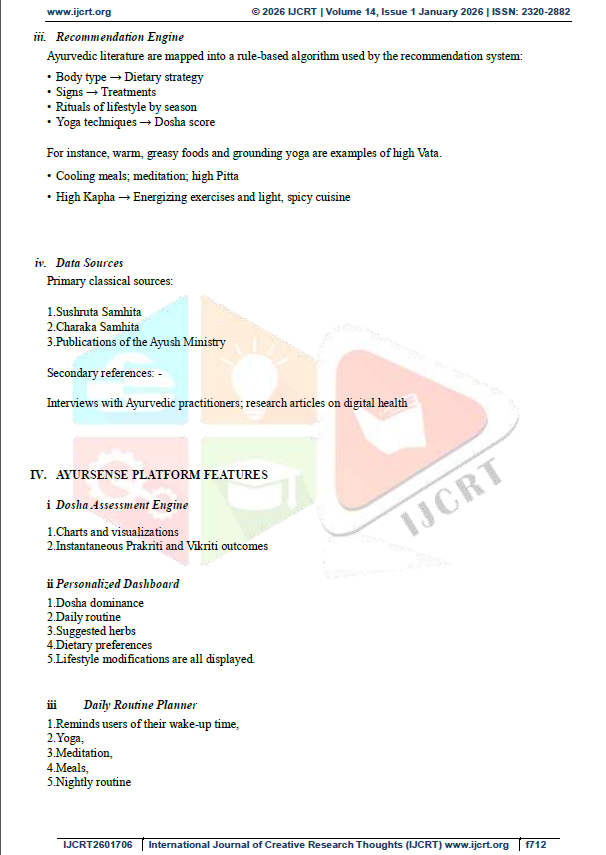 www.ijcrt.org © 2026 IJCRT | Volume 14, Issue 1 January 2026 | ISSN: 2320-2882
iii. Recommendation Engine
Ayurvedic literature are mapped into a rule-based algorithm used by the recommendation system:
• Body type → Dietary strategy
• Signs → Treatments
• Rituals of lifestyle by season
• Yoga techniques → Dosha score
For instance, warm, greasy foods and grounding yoga are examples of high Vata.
• Cooling meals; meditation; high Pitta
• High Kapha → Energizing exercises and light, spicy cuisine
iv. Data Sources
Primary classical sources:
1.Sushruta Samhita
2.Charaka Samhita
3.Publications of the Ayush Ministry
Secondary references: -
Interviews with Ayurvedic practitioners; research articles on digital health
IJCRT
IV. AYURSENSE PLATFORM FEATURES
i Dosha Assessment Engine
1.Charts and visualizations
2.Instantaneous Prakriti and Vikriti outcomes
ii Personalized Dashboard
1.Dosha dominance
2.Daily routine
3.Suggested herbs
4.Dietary preferences
5.Lifestyle modifications are all displayed.
iii Daily Routine Planner
1.Reminds users of their wake-up time,
2.Yoga,
3.Meditation,
4.Meals,
5.Nightly routine
IJCRT2601706 International Journal of Creative Research Thoughts (IJCRT) www.ijcrt.org f712